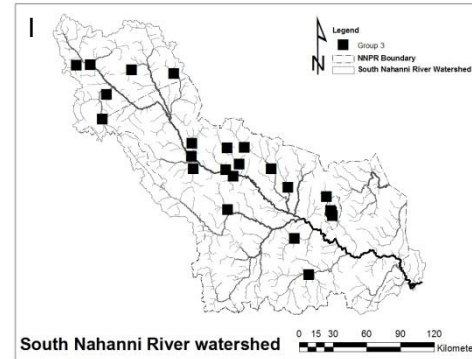 I
Legend
Group 3
NNPR Boundary
South Nahanni River Watershed
N
South Nahanni River watershed
0 15 30 60 90 120
Kilomete